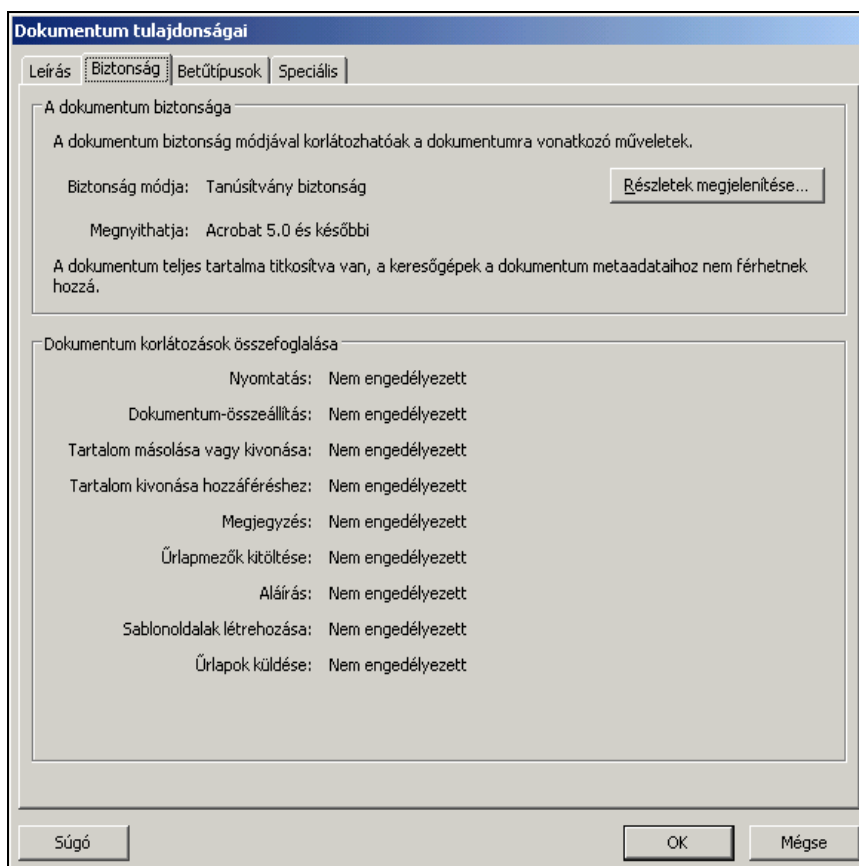 Dokumentum tulajdonságai
Leírás Biztonság Betűtípusok Speciális
A dokumentum biztonsága
A dokumentum biztonság módjával korlátozhatóak a dokumentumra vonatkozó műveletek.
Biztonság módja: Tanúsítvány biztonság Részletek megjelenítése...
Megnyithatja: Acrobat 5.0 és későbbi
A dokumentum teljes tartalma titkosítva van, a keresőgépek a dokumentum metaadataihoz nem férhetnek
hozzá.
Dokumentum korlátozások összefoglalása
Nyomtatás: Nem engedélyezett
Dokumentum-összeállítás: Nem engedélyezett
Tartalom másolása vagy kivonása: Nem engedélyezett
Tartalom kivonása hozzáféréshez: Nem engedélyezett
Megjegyzés: Nem engedélyezett
Űrlapmezők kitöltése: Nem engedélyezett
Aláírás: Nem engedélyezett
Sablonoldalak létrehozása: Nem engedélyezett
Űrlapok küldése: Nem engedélyezett
Súgó OK Mégse